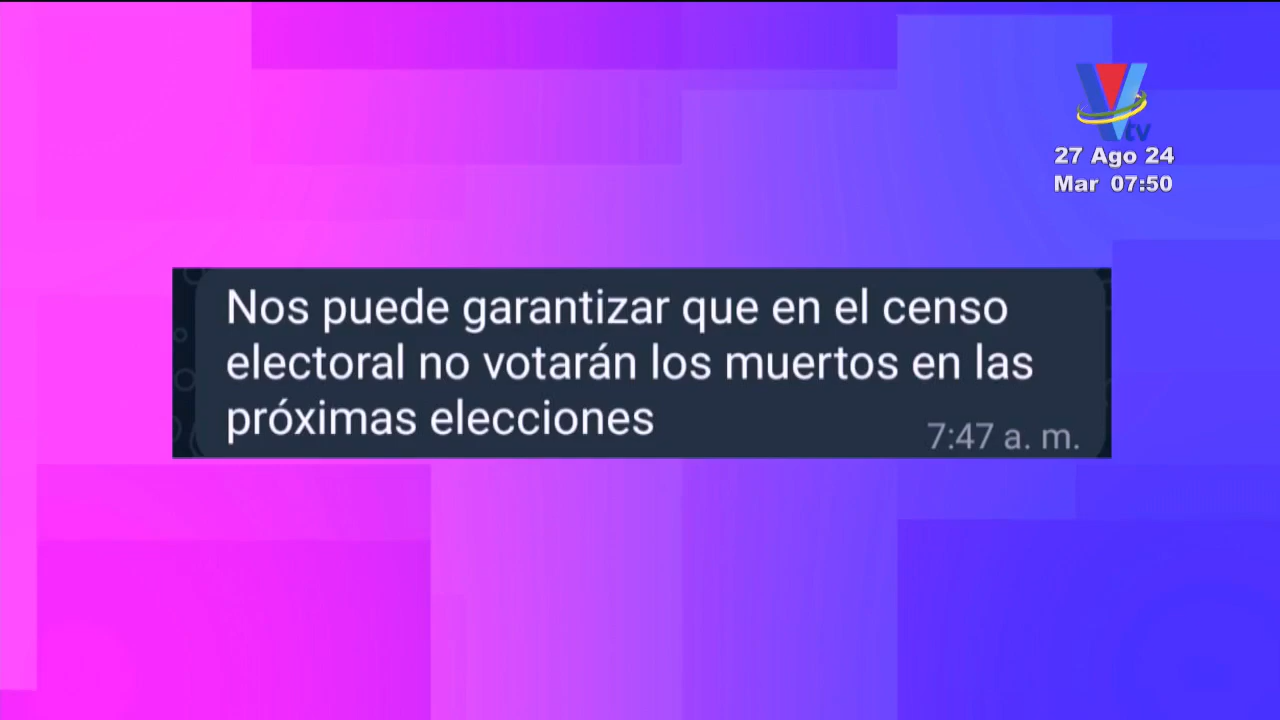 Vtv
27 Ago 24
Mar 07:50
Nos puede garantizar que en el censo
electoral no votarán los muertos en las
próximas elecciones
7:47 a. m.